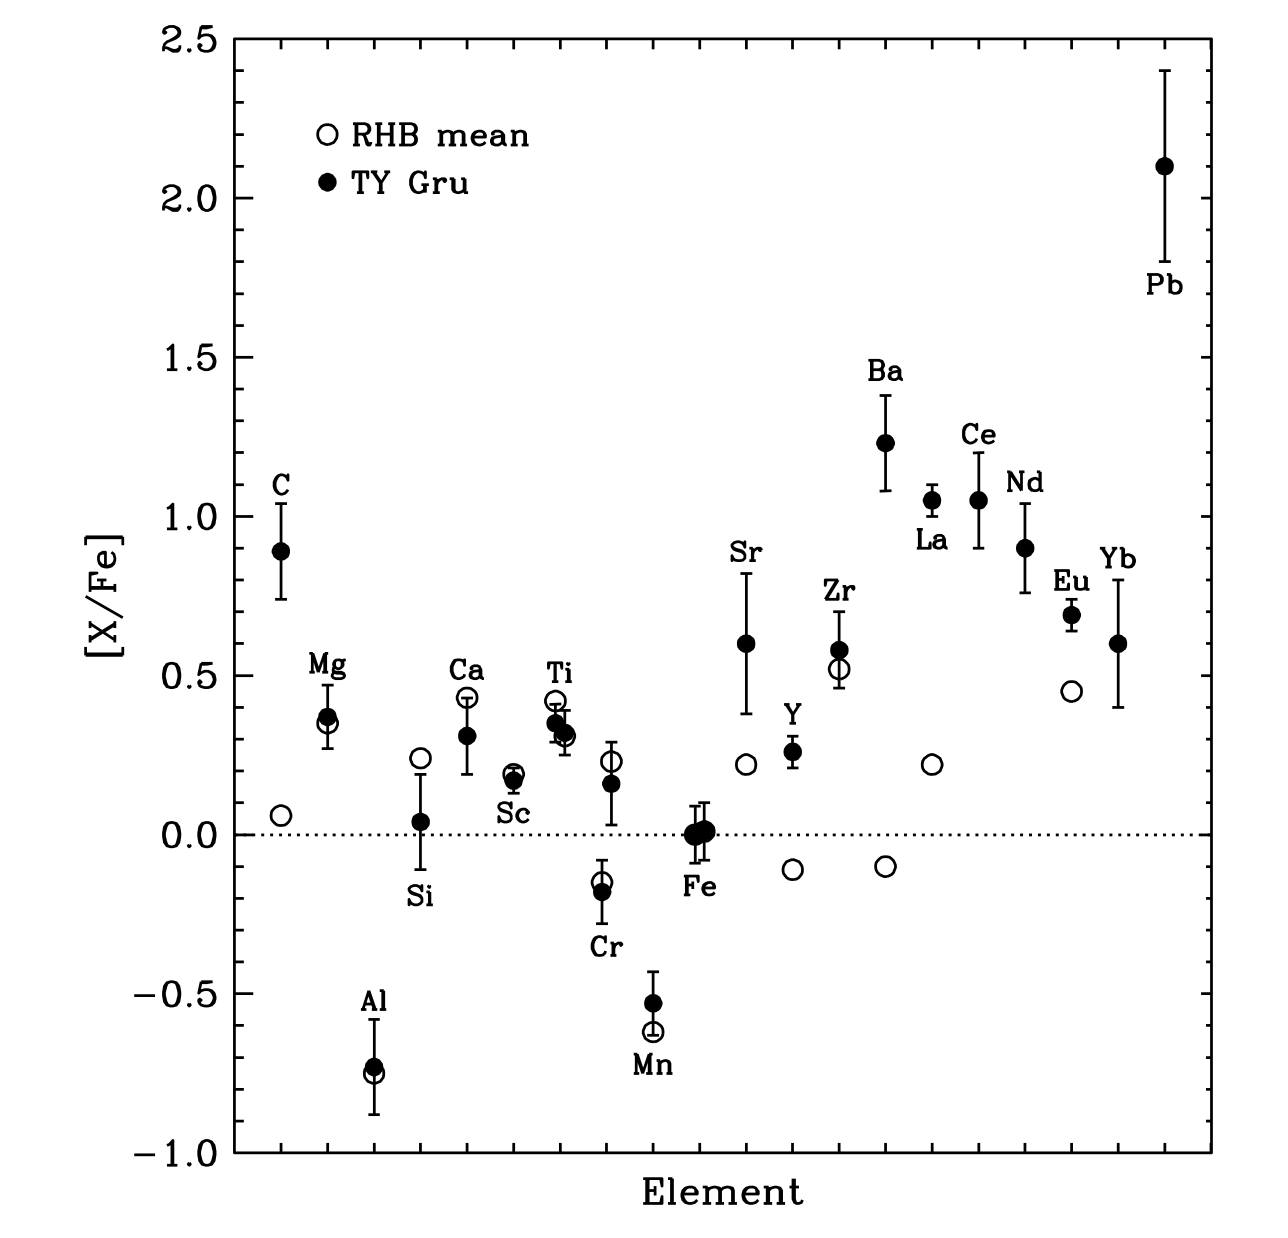 2.5
RHB mean
TY Gru
2.0
Pb
1.5
Ba
Ce
C
Nd
1.0
La
Sr
Yb
Eu
Zr
[X/Fe]
Mg
Ca
Ti
0.5
Y
Sc
0.0
Si
Fe
Cr
−0.5
Al
Mn
−1.0
Element